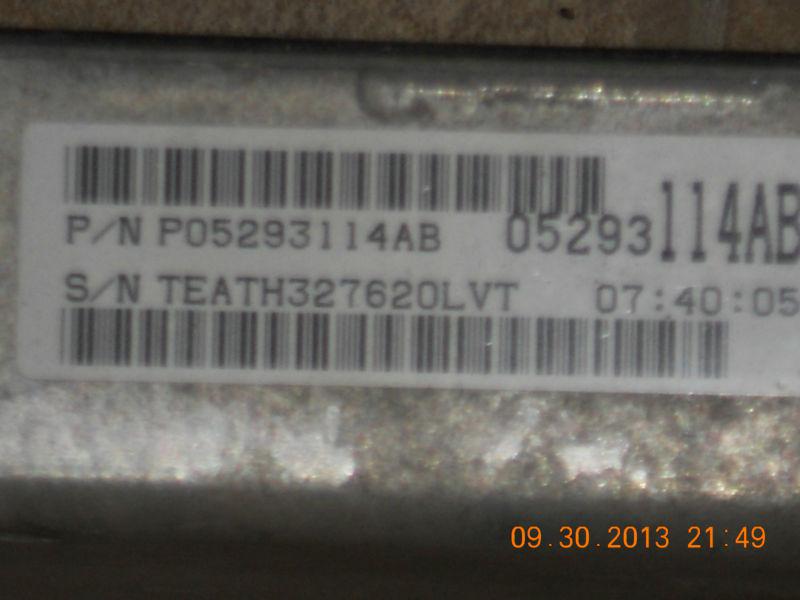 P/N P05293114AB 05293114AB
S/N TEATH327620LVT 07:40:05
09.30.2013 21:49